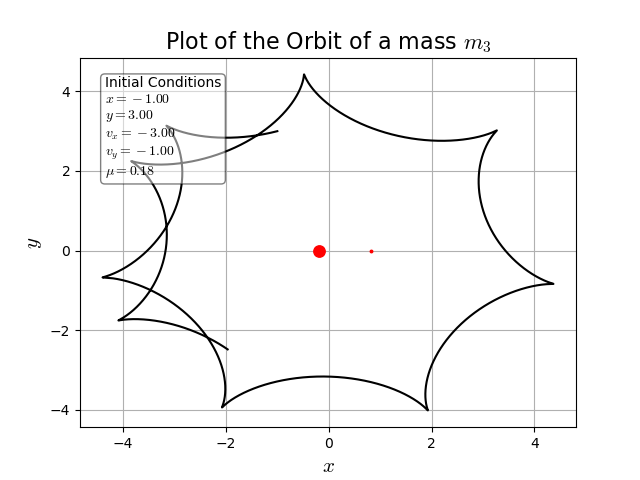 Plot of the Orbit of a mass m₃
Initial Conditions
x = −1.00
y = 3.00
vₓ = −3.00
v_y = −1.00
μ = 0.18
4
2
0
−2
−4
y
−4
−2
0
2
4
x